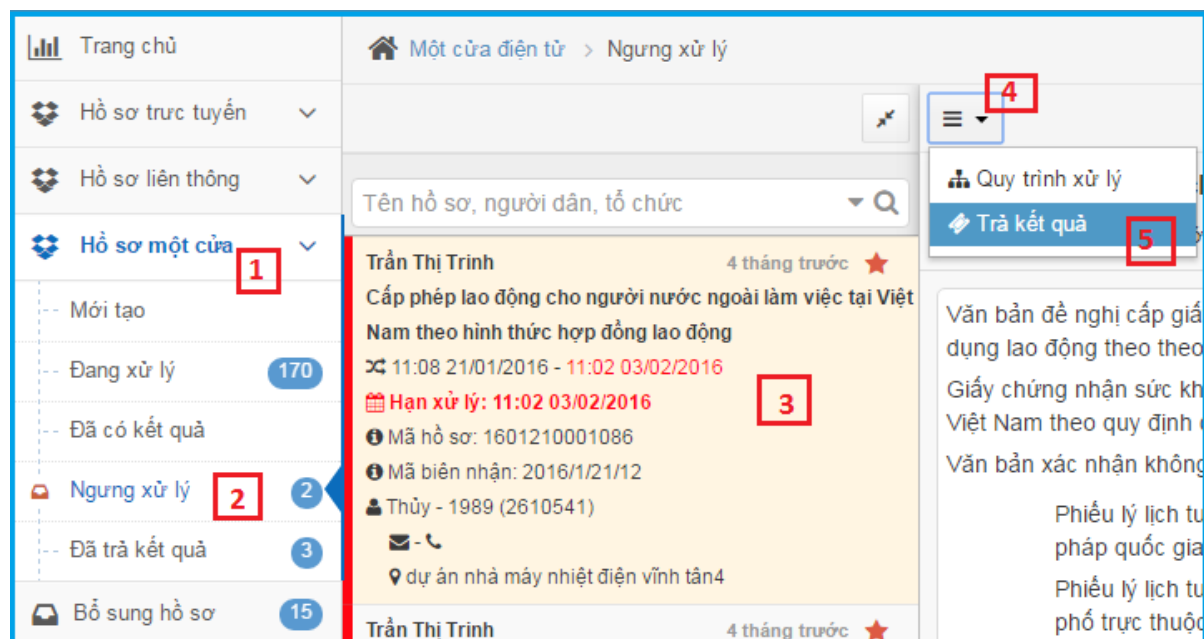 Trang chủ
Hồ sơ trực tuyến
Hồ sơ liên thông
Hồ sơ một cửa
1
Mới tạo
Đang xử lý 170
Đã có kết quả
Ngưng xử lý 2 2
Đã trả kết quả 3
Bổ sung hồ sơ 15
Một cửa điện tử > Ngưng xử lý
Tên hồ sơ, người dân, tổ chức
Trần Thị Trinh 4 tháng trước
Cấp phép lao động cho người nước ngoài làm việc tại Việt
Nam theo hình thức hợp đồng lao động
11:08 21/01/2016 - 11:02 03/02/2016
Hạn xử lý: 11:02 03/02/2016
3
Mã hồ sơ: 1601210001086
Mã biên nhận: 2016/1/21/12
Thủy - 1989 (2610541)
-
dự án nhà máy nhiệt điện vĩnh tân4
Trần Thị Trinh 4 tháng trước
4
Quy trình xử lý
Trả kết quả 5
Văn bản đề nghị cấp giấ
dụng lao động theo theo
Giấy chứng nhận sức kh
Việt Nam theo quy định
Văn bản xác nhận không
Phiếu lý lịch tư
pháp quốc gia
Phiếu lý lịch tư
phố trực thuộc